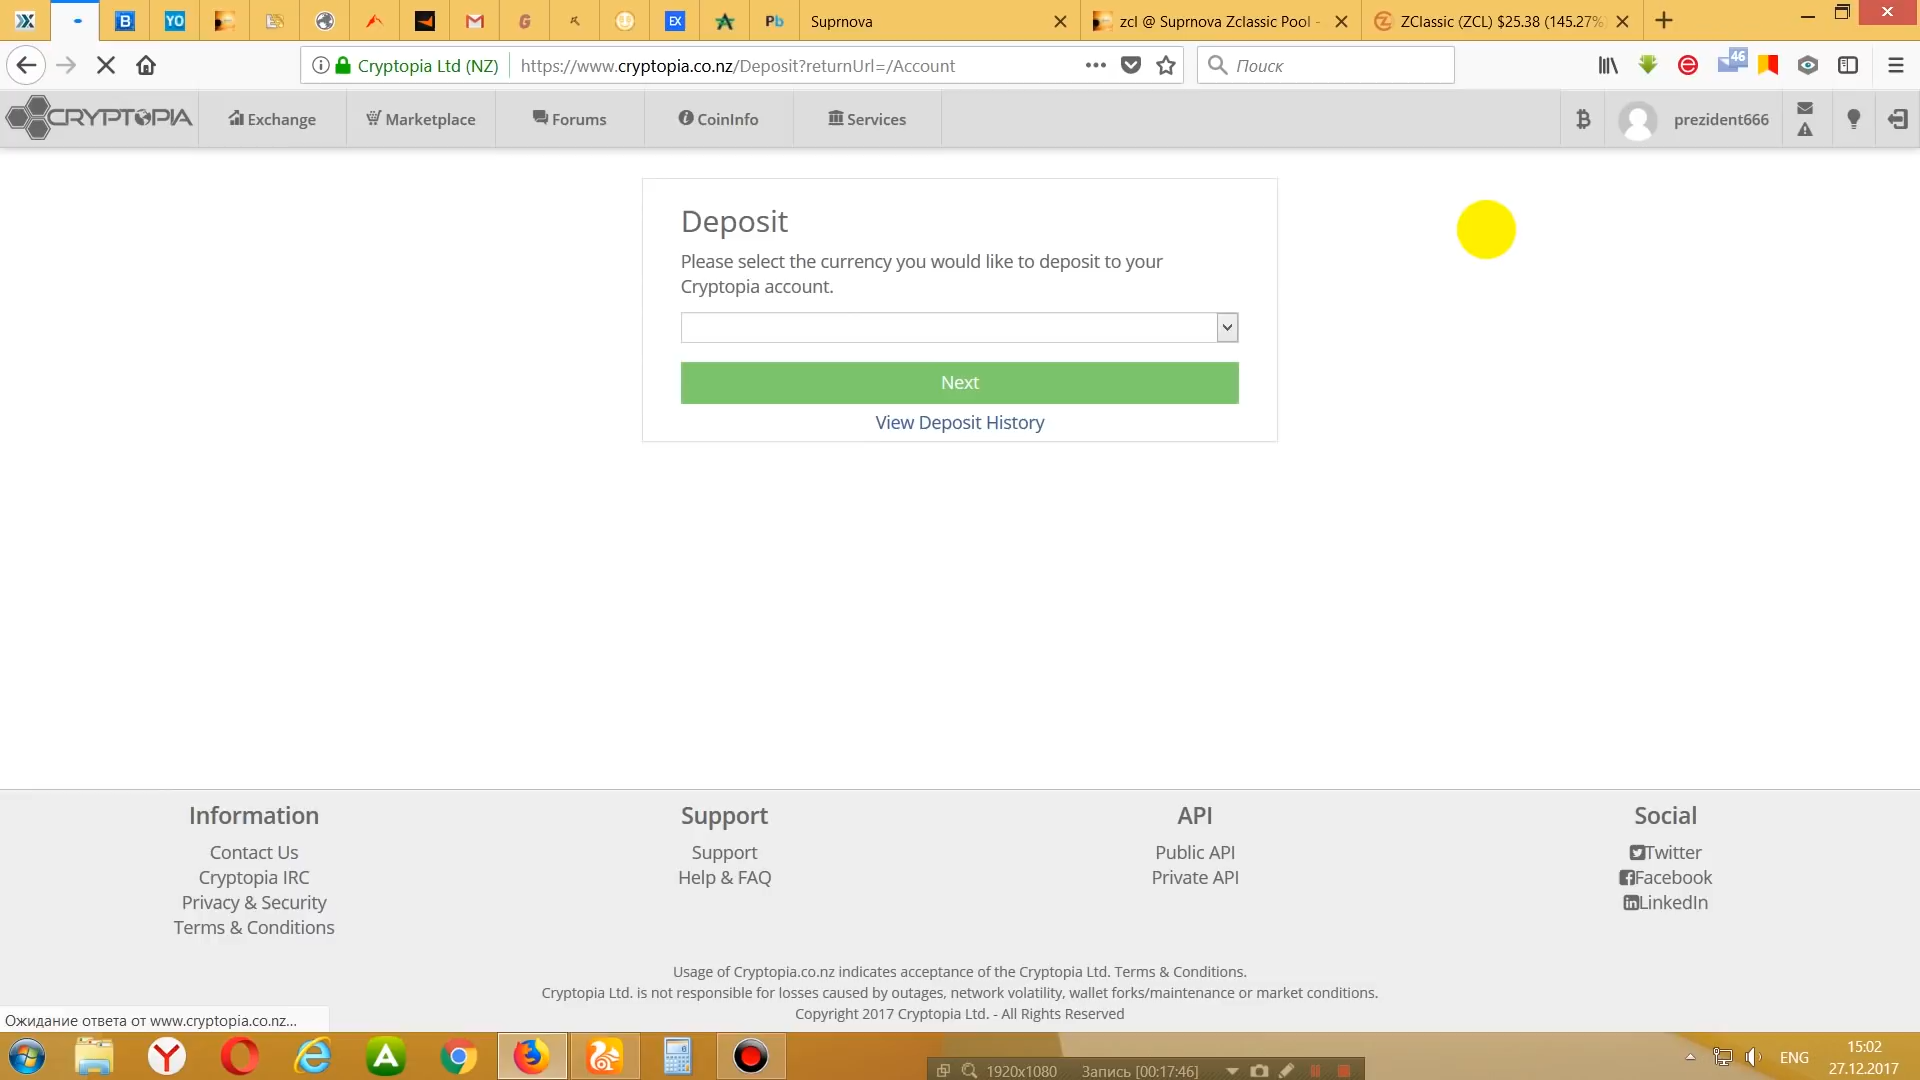 B
YO
G
EX
Pb
Suprnova
zcl @ Suprnova Zclassic Pool -
ZClassic (ZCL) $25.38 (145.27%
Cryptopia Ltd (NZ)
https://www.cryptopia.co.nz/Deposit?returnUrl=/Account
Поиск
46
CRYPTOPIA
Exchange
Marketplace
Forums
CoinInfo
Services
prezident666
Deposit
Please select the currency you would like to deposit to your
Cryptopia account.
Next
View Deposit History
Information
Contact Us
Cryptopia IRC
Privacy & Security
Terms & Conditions
Support
Support
Help & FAQ
API
Public API
Private API
Social
Twitter
Facebook
LinkedIn
Usage of Cryptopia.co.nz indicates acceptance of the Cryptopia Ltd. Terms & Conditions.
Cryptopia Ltd. is not responsible for losses caused by outages, network volatility, wallet forks/maintenance or market conditions.
Copyright 2017 Cryptopia Ltd. - All Rights Reserved
Ожидание ответа от www.cryptopia.co.nz...
1920x1080
Запись [00:17:46]
ENG
15:02
27.12.2017